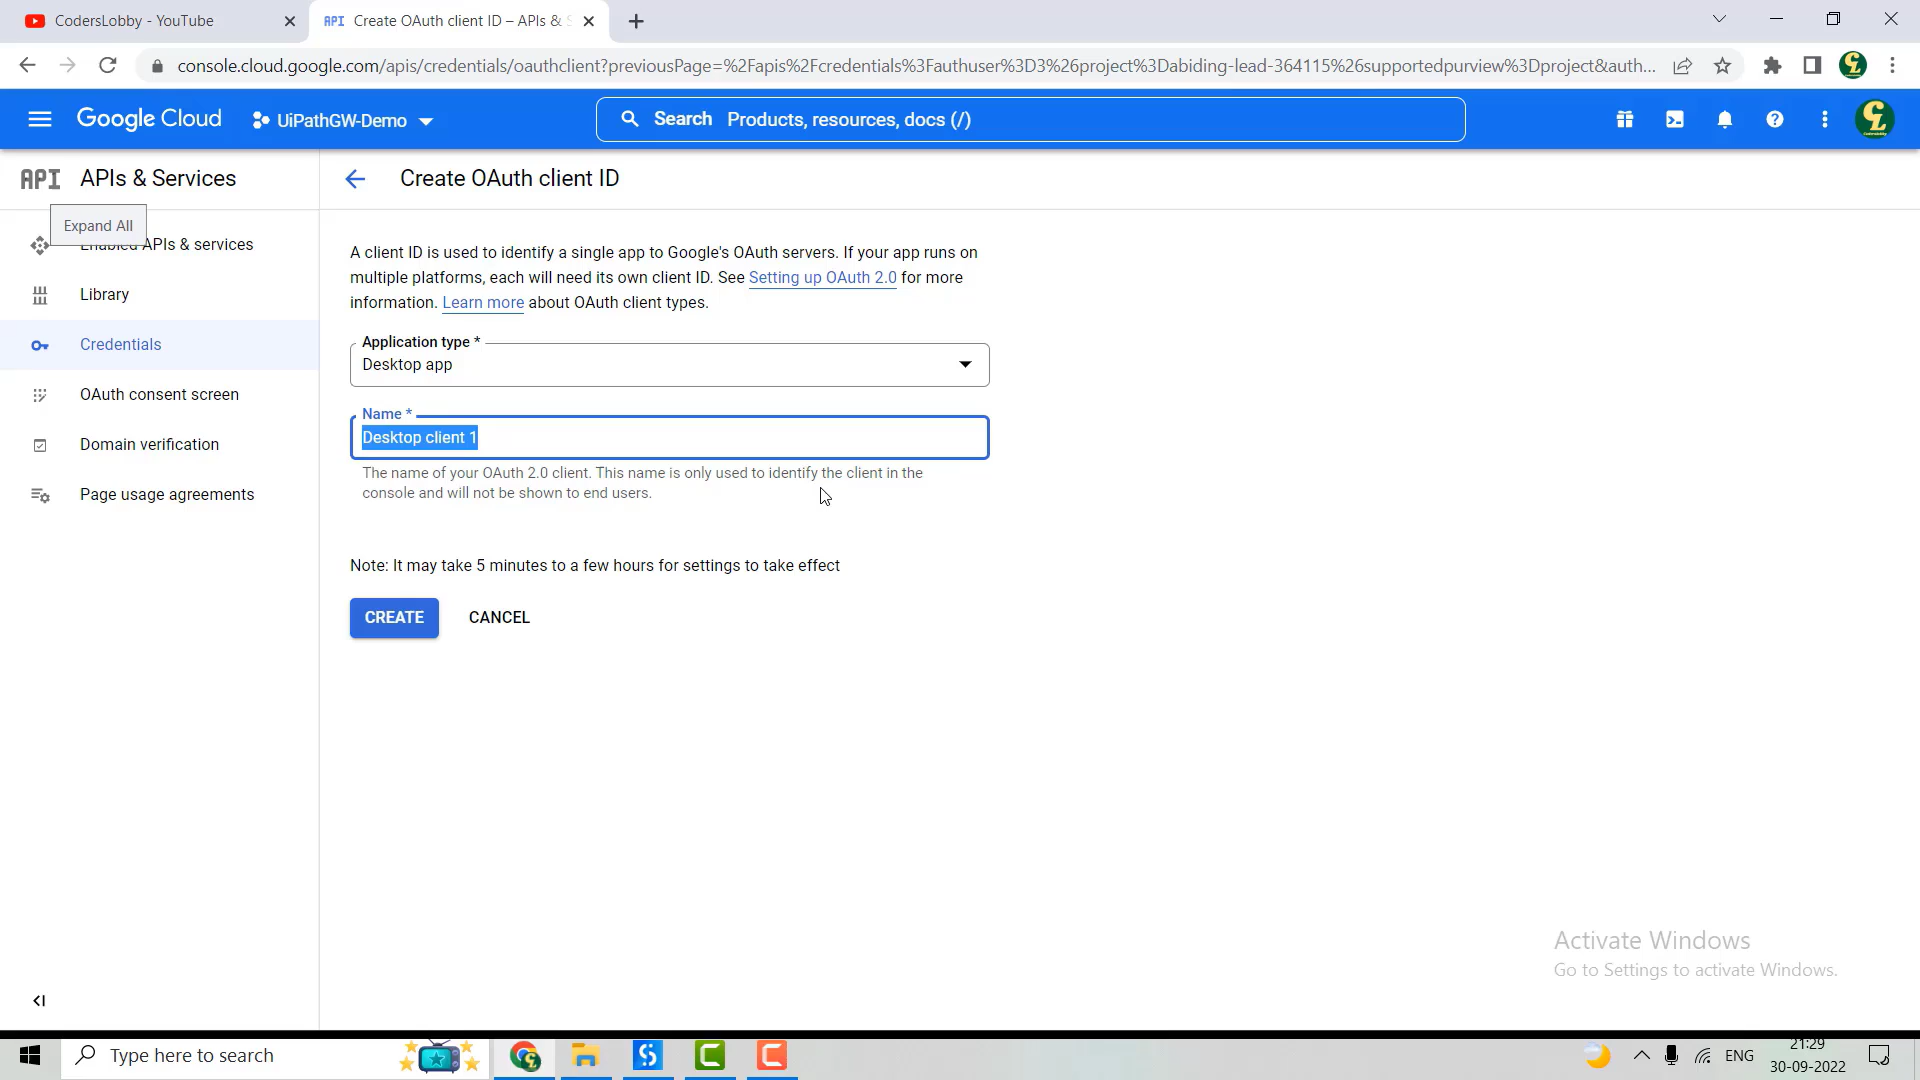 CodersLobby - YouTube
API Create OAuth client ID – APIs & S
console.cloud.google.com/apis/credentials/oauthclient?previousPage=%2Fapis%2Fcredentials%3Fauthuser%3D3%26project%3Dabiding-lead-364115%26supportedpurview%3Dproject&auth...
Google Cloud
UiPathGW-Demo
Search Products, resources, docs (/)
API APIs & Services
Create OAuth client ID
Expand All
Enabled APIs & services
Library
Credentials
OAuth consent screen
Domain verification
Page usage agreements
A client ID is used to identify a single app to Google's OAuth servers. If your app runs on
multiple platforms, each will need its own client ID. See Setting up OAuth 2.0 for more
information. Learn more about OAuth client types.
Application type *
Desktop app
Name *
Desktop client 1
The name of your OAuth 2.0 client. This name is only used to identify the client in the
console and will not be shown to end users.
Note: It may take 5 minutes to a few hours for settings to take effect
CREATE CANCEL
Activate Windows
Go to Settings to activate Windows.
Type here to search
ENG
21:29
30-09-2022